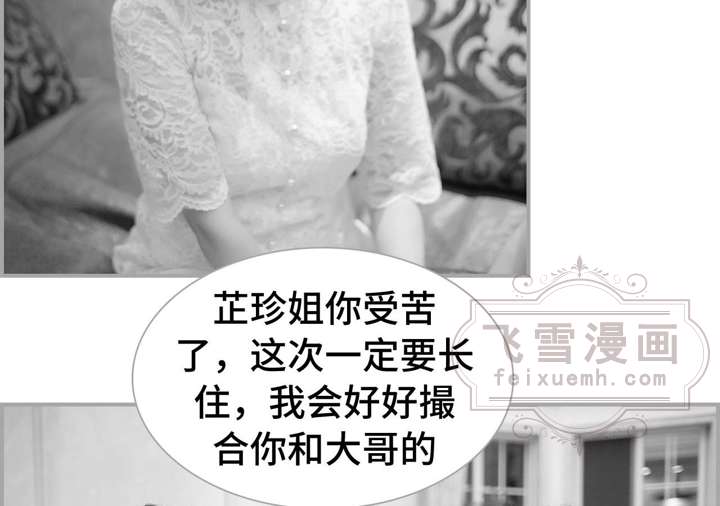 芷珍姐你受苦
了，这次一定要长
住，我会好好撮
合你和大哥的
飞雪漫画
feixuemh.com